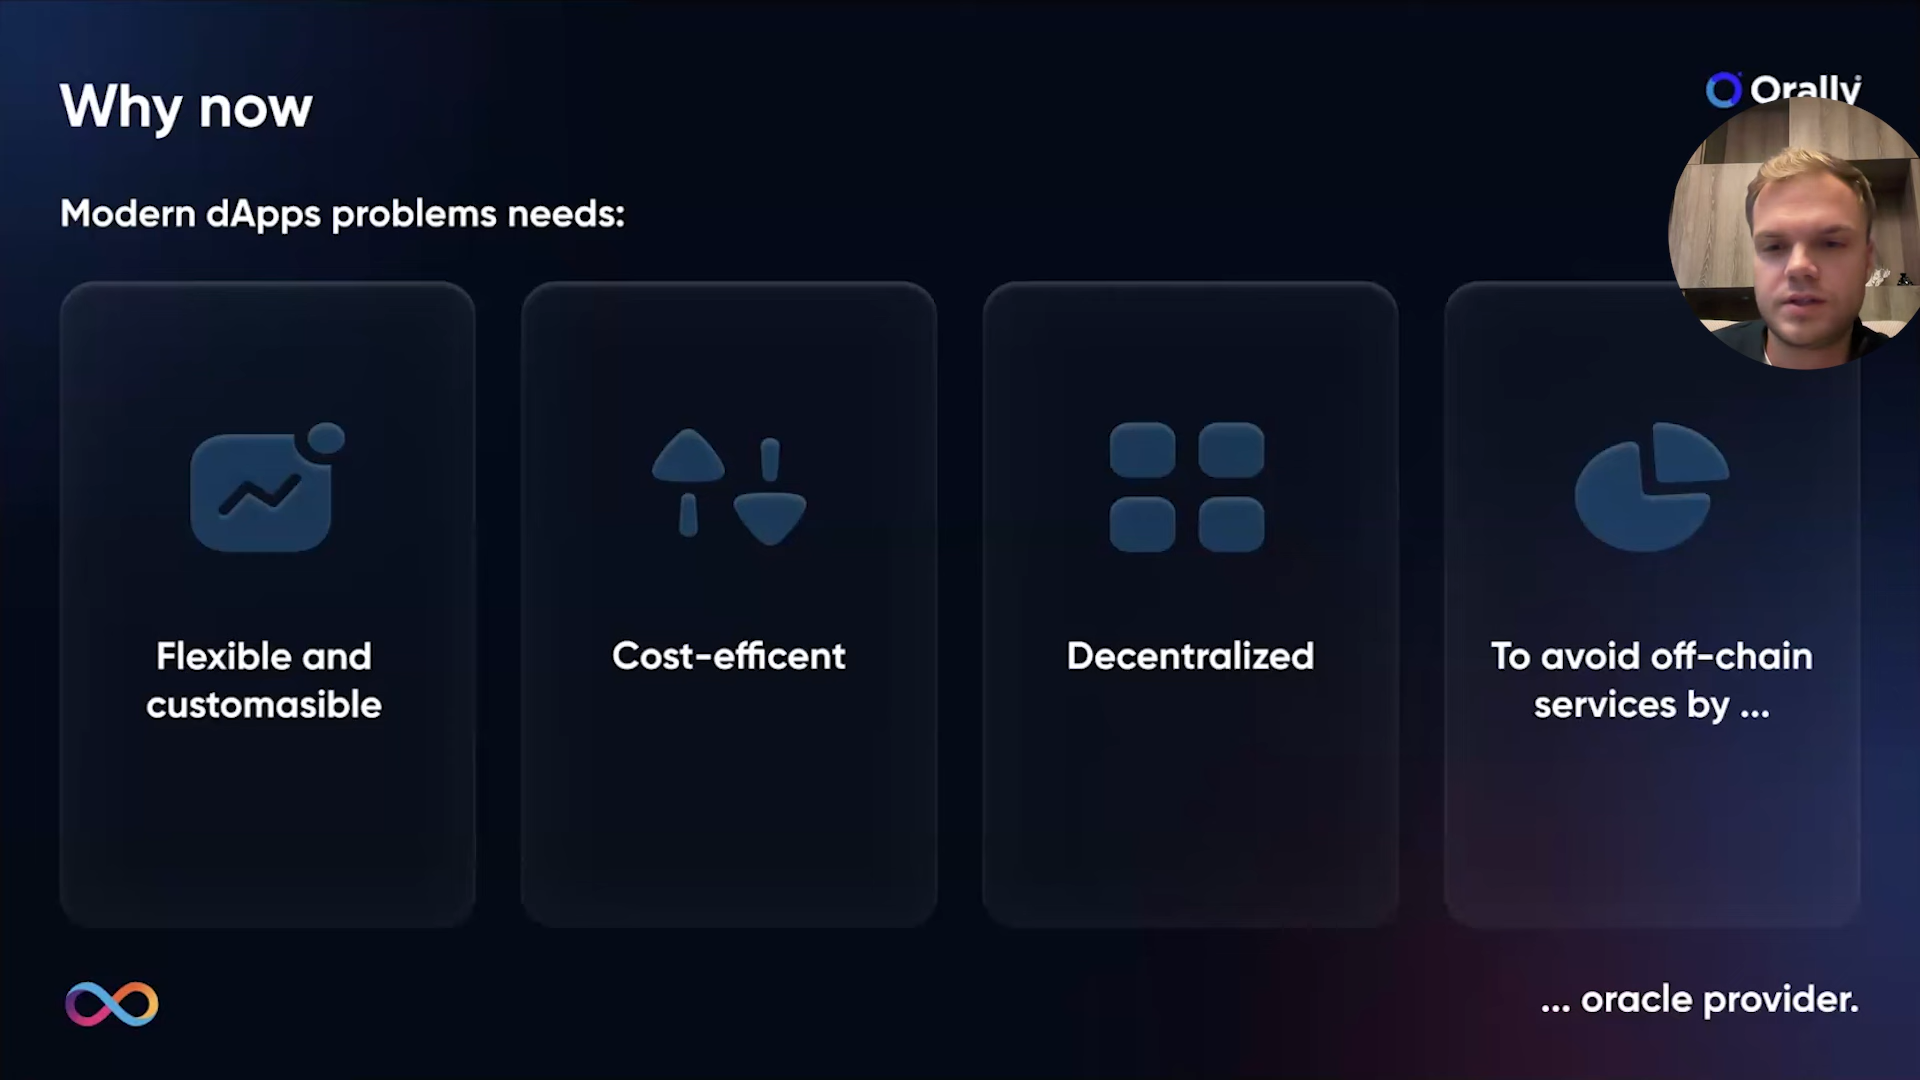 Why now
Orally
Modern dApps problems needs:
Flexible and
customasible
Cost-efficent
Decentralized
To avoid off-chain
services by ...
... oracle provider.